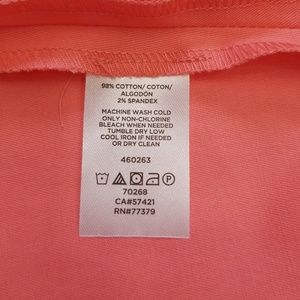 98% COTTON/ COTON/
ALGODÓN
2% SPANDEX
MACHINE WASH COLD
ONLY NON-CHLORINE
BLEACH WHEN NEEDED
TUMBLE DRY LOW
COOL IRON IF NEEDED
OR DRY CLEAN
460263
P
70268
CA#57421
RN#77379